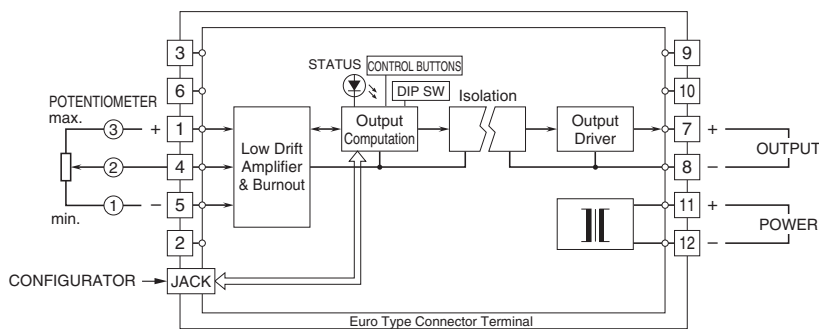 3
9
STATUS
CONTROL BUTTONS
6
DIP SW
10
Isolation
POTENTIOMETER
max.
3 + 1
Output
Computation
Output
Driver
7 +
Low Drift
Amplifier
& Burnout
2
4
8 −
OUTPUT
1 − 5
min.
11 +
POWER
2
12 −
CONFIGURATOR
JACK
Euro Type Connector Terminal